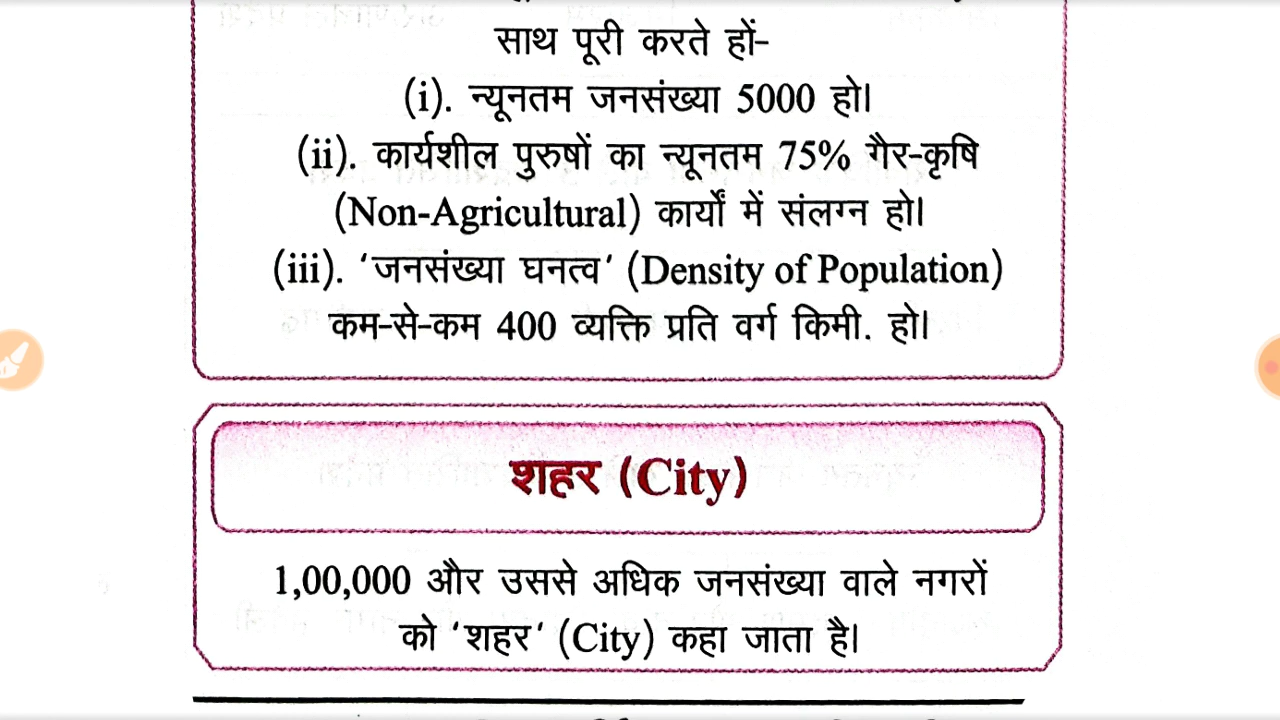 साथ पूरी करते हों-
(i). न्यूनतम जनसंख्या 5000 हो।
(ii). कार्यशील पुरुषों का न्यूनतम 75% गैर-कृषि
(Non-Agricultural) कार्यों में संलग्न हो।
(iii). 'जनसंख्या घनत्व' (Density of Population)
कम-से-कम 400 व्यक्ति प्रति वर्ग किमी. हो।
शहर (City)
1,00,000 और उससे अधिक जनसंख्या वाले नगरों
को 'शहर' (City) कहा जाता है।